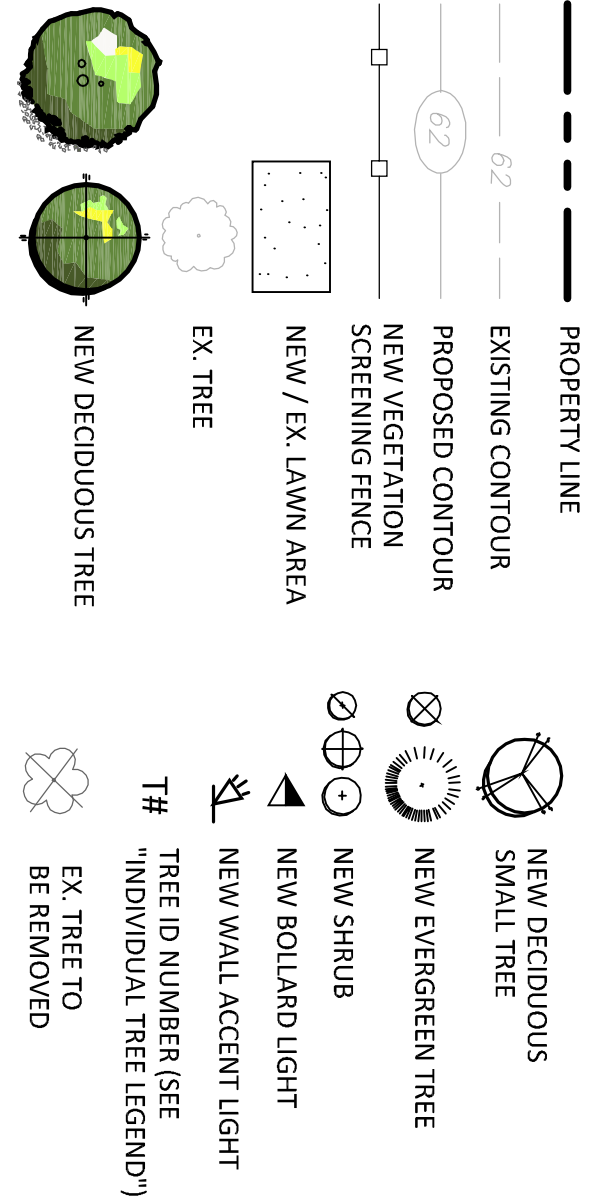 PROPERTY LINE
62
EXISTING CONTOUR
62
PROPOSED CONTOUR
NEW VEGETATION
SCREENING FENCE
NEW / EX. LAWN AREA
EX. TREE
NEW DECIDUOUS TREE
NEW DECIDUOUS
SMALL TREE
NEW EVERGREEN TREE
NEW SHRUB
NEW BOLLARD LIGHT
NEW WALL ACCENT LIGHT
T#
TREE ID NUMBER (SEE
"INDIVIDUAL TREE LEGEND")
EX. TREE TO
BE REMOVED